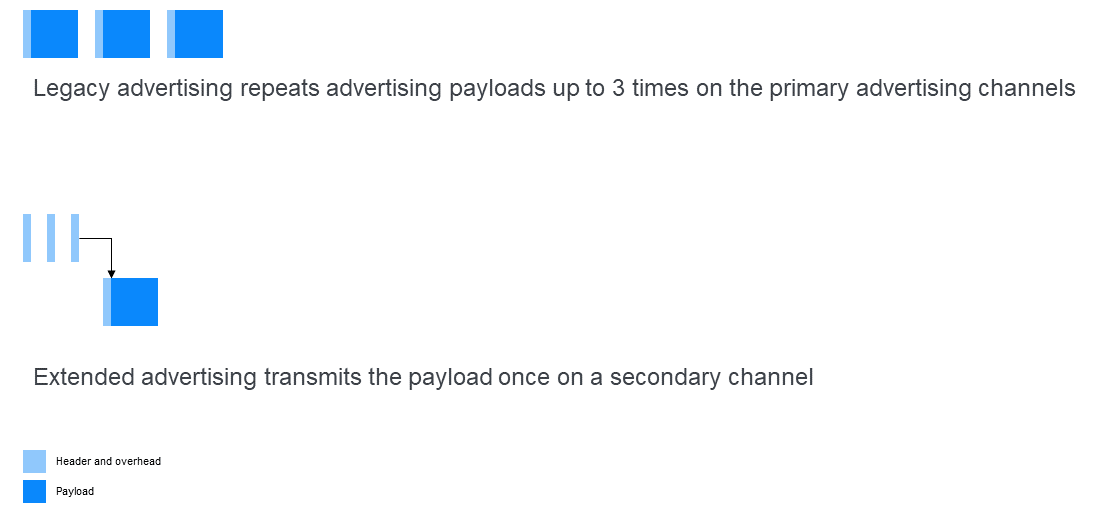 Legacy advertising repeats advertising payloads up to 3 times on the primary advertising channels
Extended advertising transmits the payload once on a secondary channel
Header and overhead
Payload